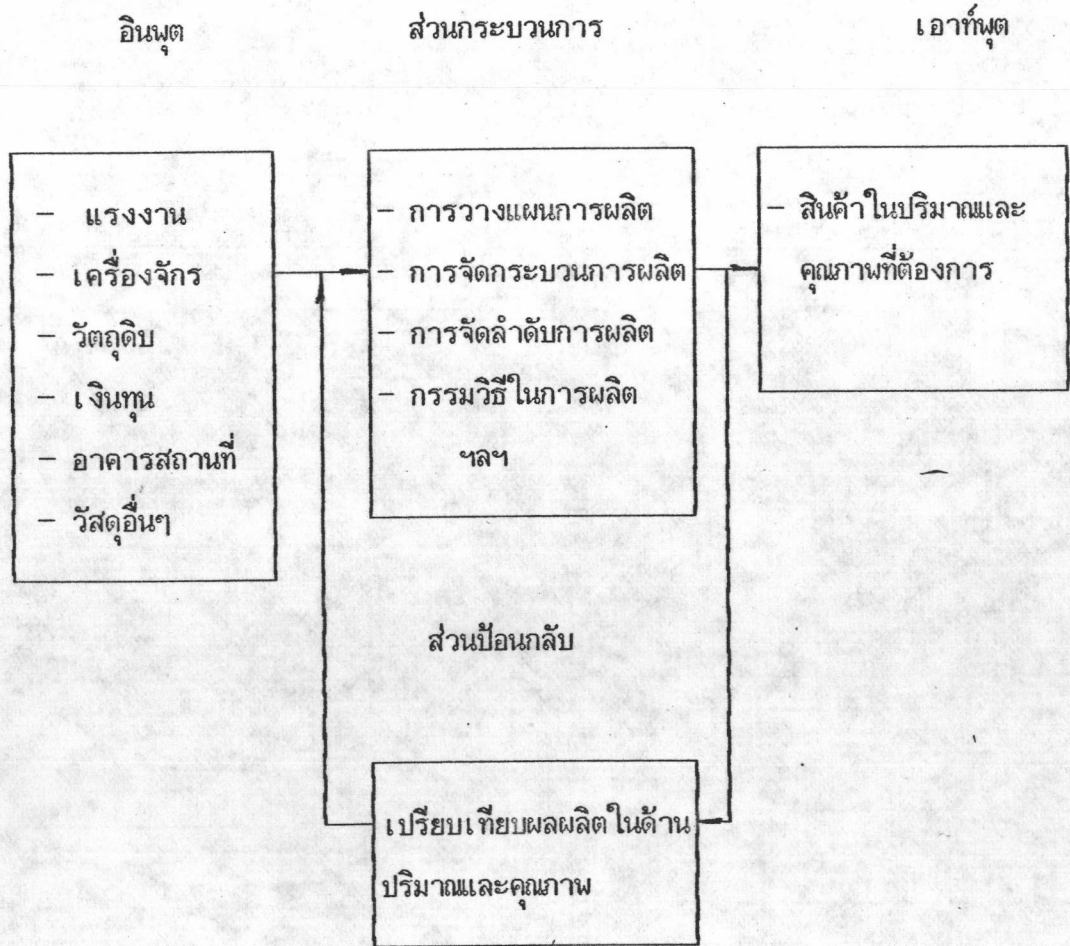 อินพุต
ส่วนกระบวนการ
เอาท์พุต
- แรงงาน
- เครื่องจักร
- วัตถุดิบ
- เงินทุน
- อาคารสถานที่
- วัสดุอื่นๆ
- การวางแผนการผลิต
- การจัดกระบวนการผลิต
- การจัดลำดับการผลิต
- กรรมวิธีในการผลิต
ฯลฯ
- สินค้าในปริมาณและ
คุณภาพที่ต้องการ
ส่วนป้อนกลับ
เปรียบเทียบผลผลิตในด้าน
ปริมาณและคุณภาพ